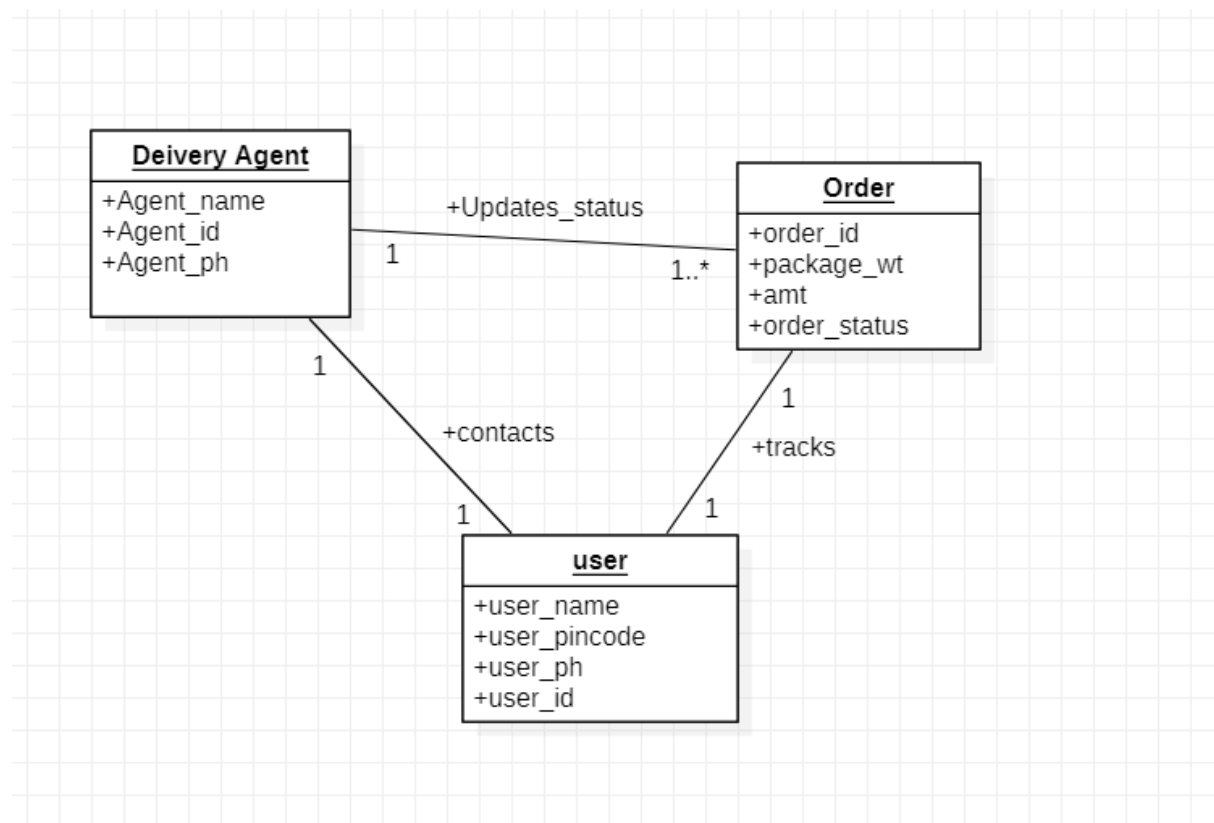 Deivery Agent
+Agent_name
+Agent_id
+Agent_ph
+Updates_status
1
1..*
Order
+order_id
+package_wt
+amt
+order_status
1
+contacts
1
1
+tracks
1
user
+user_name
+user_pincode
+user_ph
+user_id